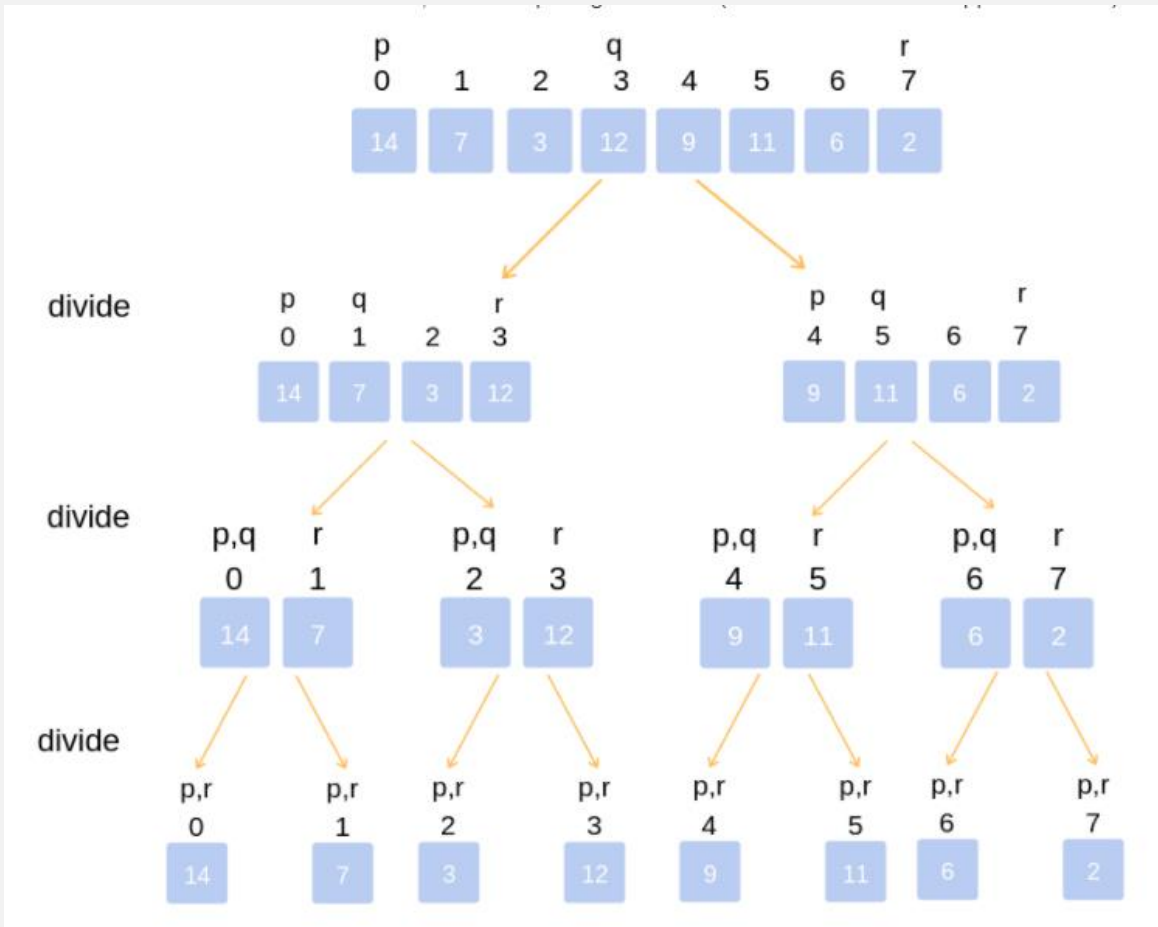 p q r
0 1 2 3 4 5 6 7
14 7 3 12 9 11 6 2
divide
p q r p q r
0 1 2 3 4 5 6 7
14 7 3 12 9 11 6 2
divide
p,q r p,q r p,q r p,q r
0 1 2 3 4 5 6 7
14 7 3 12 9 11 6 2
divide
p,r p,r p,r p,r p,r p,r p,r p,r
0 1 2 3 4 5 6 7
14 7 3 12 9 11 6 2